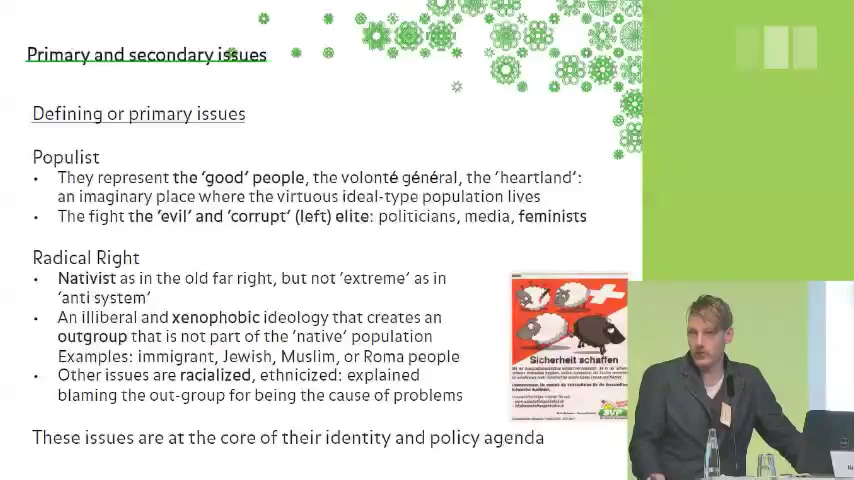 Primary and secondary issues
Defining or primary issues
Populist
• They represent the 'good' people, the volonté général, the 'heartland':
an imaginary place where the virtuous ideal-type population lives
• The fight the 'evil' and 'corrupt' (left) elite: politicians, media, feminists
Radical Right
• Nativist as in the old far right, but not 'extreme' as in
'anti system'
• An illiberal and xenophobic ideology that creates an
outgroup that is not part of the 'native' population
Examples: immigrant, Jewish, Muslim, or Roma people
• Other issues are racialized, ethnicized: explained
blaming the out-group for being the cause of problems
These issues are at the core of their identity and policy agenda
Sicherheit schaffen
SVP